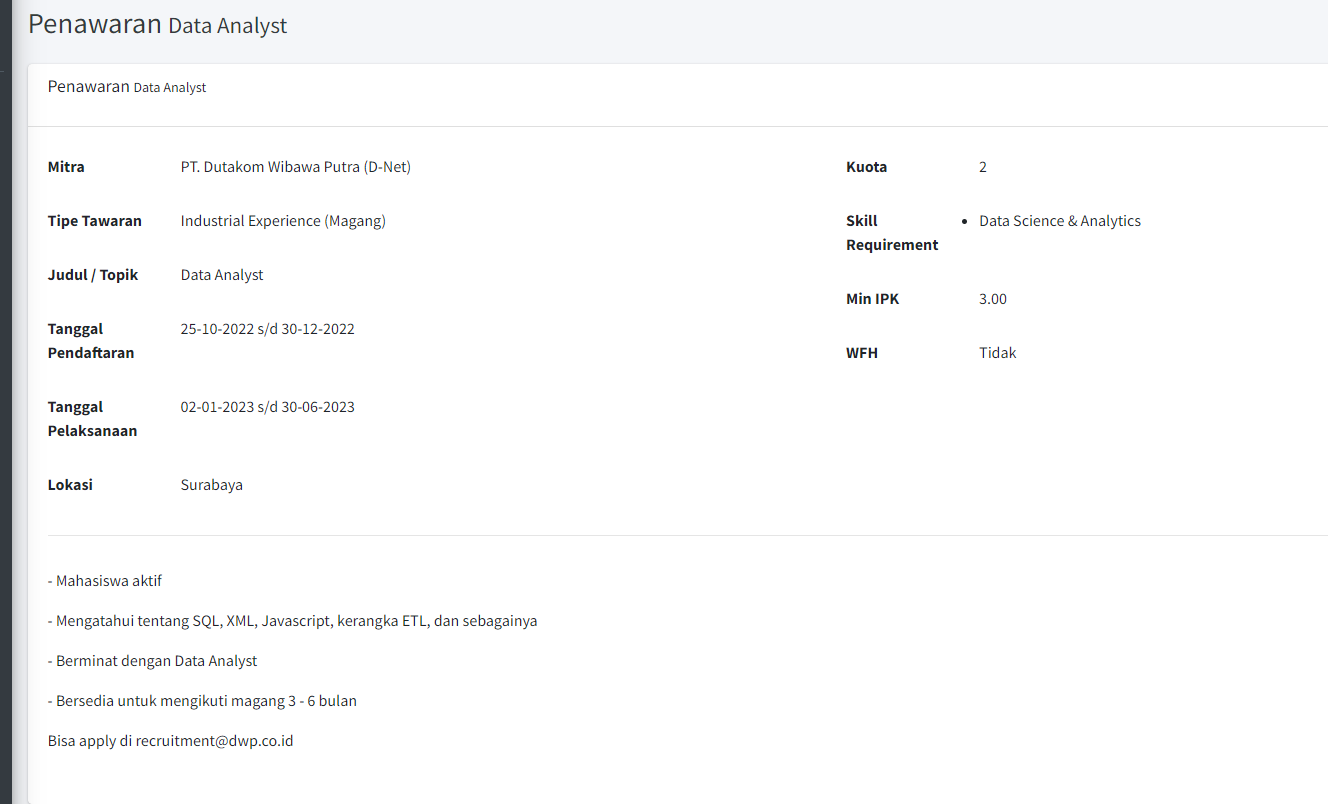 Penawaran Data Analyst
Penawaran Data Analyst
Mitra PT. Dutakom Wibawa Putra (D-Net)
Tipe Tawaran Industrial Experience (Magang)
Judul / Topik Data Analyst
Tanggal Pendaftaran 25-10-2022 s/d 30-12-2022
Tanggal Pelaksanaan 02-01-2023 s/d 30-06-2023
Lokasi Surabaya
Kuota 2
Skill Requirement • Data Science & Analytics
Min IPK 3.00
WFH Tidak
- Mahasiswa aktif
- Mengatahui tentang SQL, XML, Javascript, kerangka ETL, dan sebagainya
- Berminat dengan Data Analyst
- Bersedia untuk mengikuti magang 3 - 6 bulan
Bisa apply di recruitment@dwp.co.id